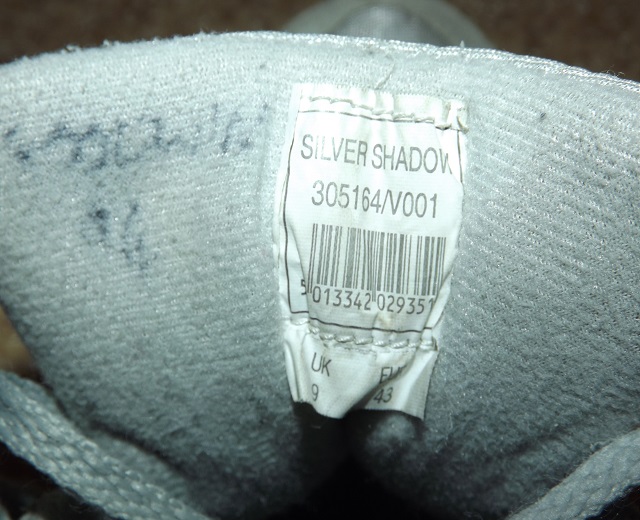 SILVER SHADOW
305164/V001
5 013342 029351
UK EU
9 43